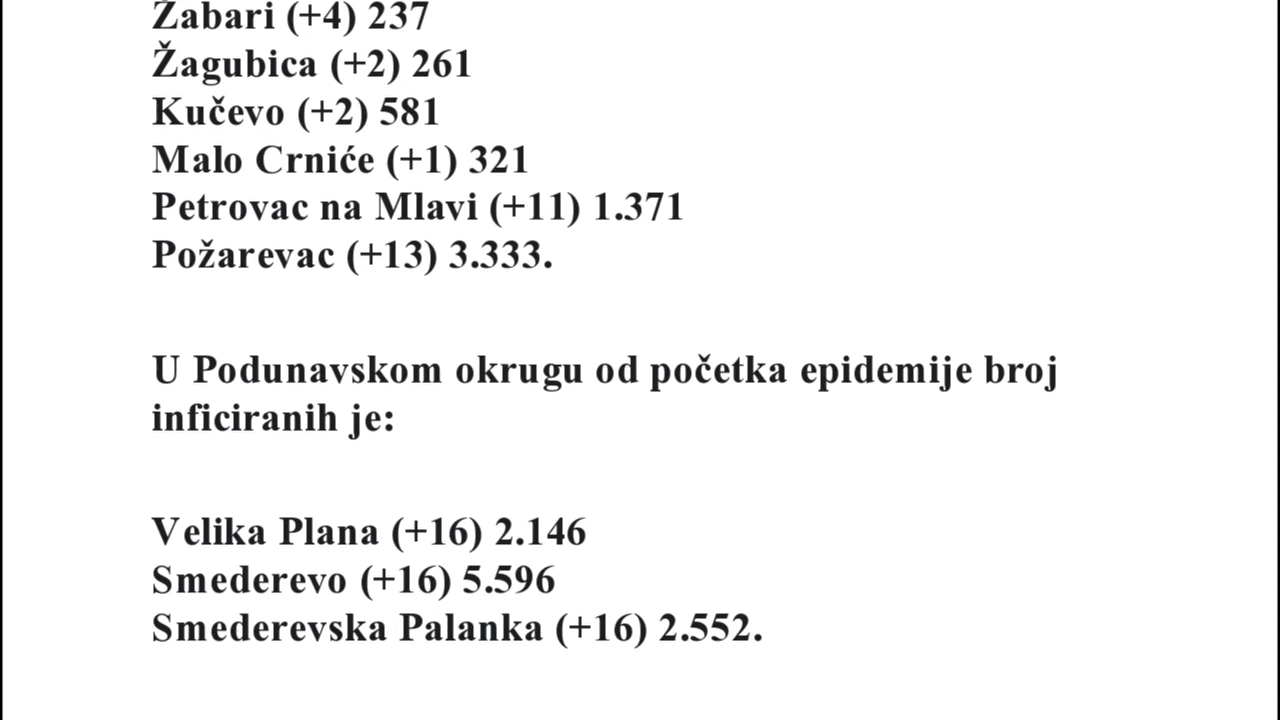 Žabari (+4) 237
Žagubica (+2) 261
Kučevo (+2) 581
Malo Crniće (+1) 321
Petrovac na Mlavi (+11) 1.371
Požarevac (+13) 3.333.
U Podunavskom okrugu od početka epidemije broj
inficiranih je:
Velika Plana (+16) 2.146
Smederevo (+16) 5.596
Smederevska Palanka (+16) 2.552.